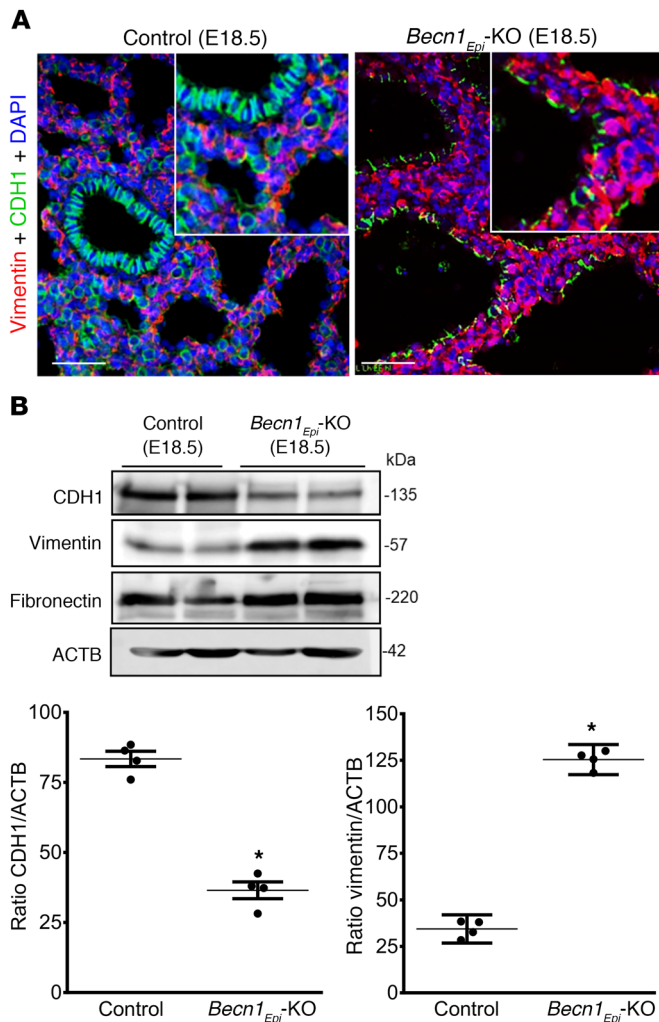 A
Control (E18.5)
Becn1Epi-KO (E18.5)
Vimentin + CDH1 + DAPI
B
Control
(E18.5)
Becn1Epi-KO
(E18.5)
kDa
CDH1
-135
Vimentin
-57
Fibronectin
-220
ACTB
-42
Ratio CDH1/ACTB
100
75
50
25
0
*
Control
Becn1Epi-KO
Ratio vimentin/ACTB
150
125
100
75
50
25
0
*
Control
Becn1Epi-KO